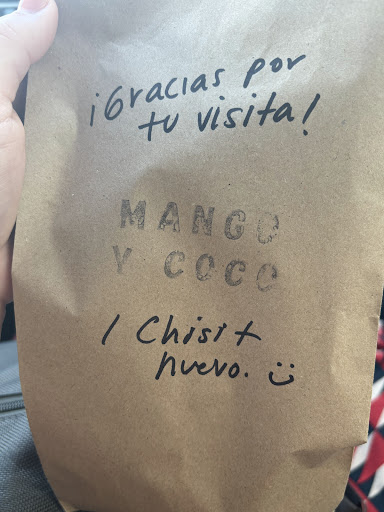 ¡Gracias por
tu visita!
MANGO
Y COCO
1 Chisit
nuevo. :)